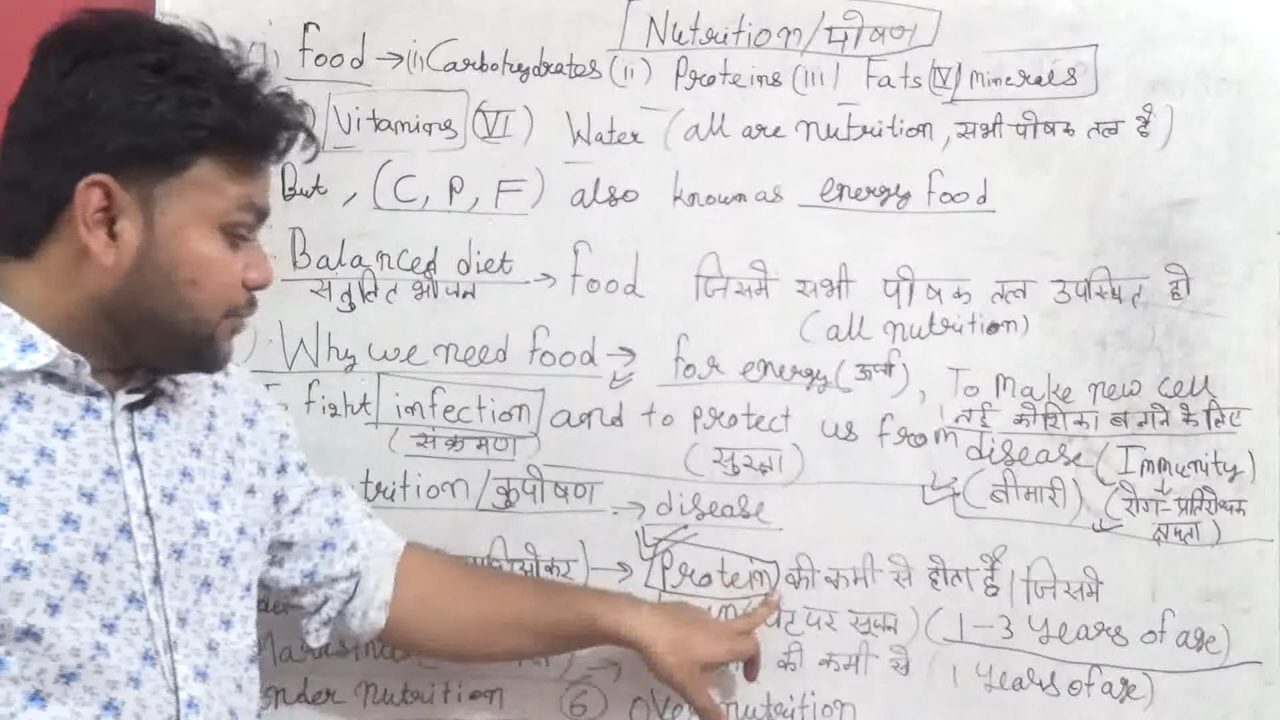 Nutrition/पोषण
Food →(i) Carbohydrates (ii) Proteins (iii) Fats (IV) minerals
Vitamins (VI) Water (all are nutrition, सभी पोषक तत्व है)
But, (C, P, F) also known as energy food
Balanced diet → Food जिसमे सभी पोषक तत्व उपस्थित हो
सन्तुलित भोजन (all nutrition)
Why we need food → for energy (ऊर्जा), To Make new cell
नई कोशिका बनाने के लिए
fight infection and to protect us from disease (Immunity)
(संक्रमण) (सुरक्षा) (बीमारी) (रोग-प्रतिरोधक क्षमता)
trition/कुपोषण → disease
→ Protein की कमी से होता है। जिसमे
पेट पर सूजन) (1-3 years of age)
की कमी से (1 years of age)
nder nutrition (6) Over nutrition